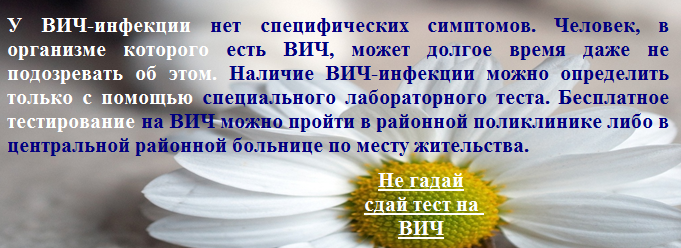 У ВИЧ-инфекции нет специфических симптомов. Человек, в
организме которого есть ВИЧ, может долгое время даже не
подозревать об этом. Наличие ВИЧ-инфекции можно определить
только с помощью специального лабораторного теста. Бесплатное
тестирование на ВИЧ можно пройти в районной поликлинике либо в
центральной районной больнице по месту жительства.
Не гадай
сдай тест на
ВИЧ